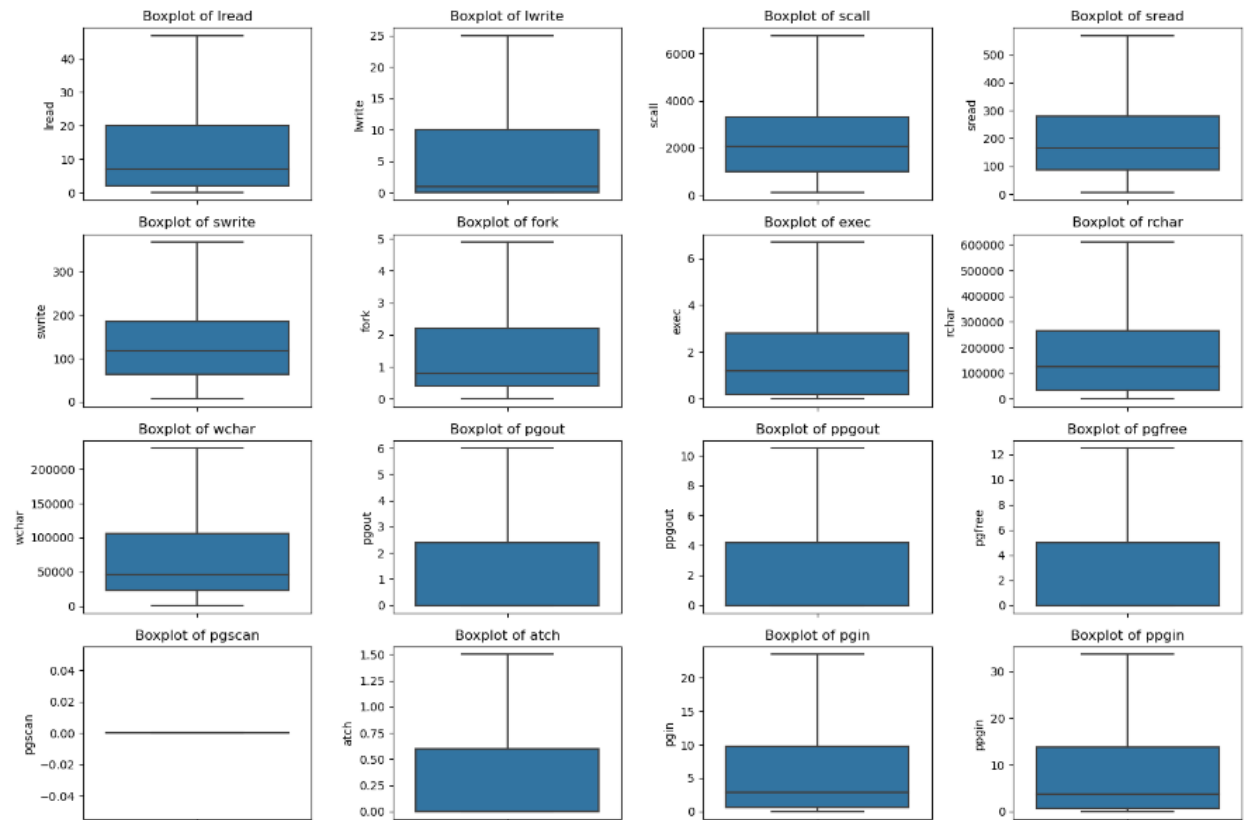 Boxplot of lread
40
30
20
10
0
lread
Boxplot of lwrite
25
20
15
10
5
0
lwrite
Boxplot of scall
6000
4000
2000
0
scall
Boxplot of sread
500
400
300
200
100
0
sread
Boxplot of swrite
300
200
100
0
swrite
Boxplot of fork
5
4
3
2
1
0
fork
Boxplot of exec
6
4
2
0
exec
Boxplot of rchar
600000
500000
400000
300000
200000
100000
0
rchar
Boxplot of wchar
200000
150000
100000
50000
0
wchar
Boxplot of pgout
6
5
4
3
2
1
0
pgout
Boxplot of ppgout
10
8
6
4
2
0
ppgout
Boxplot of pgfree
12
10
8
6
4
2
0
pgfree
Boxplot of pgscan
0.04
0.02
0.00
−0.02
−0.04
pgscan
Boxplot of atch
1.50
1.25
1.00
0.75
0.50
0.25
0.00
atch
Boxplot of pgin
20
15
10
5
0
pgin
Boxplot of ppgin
30
20
10
0
ppgin